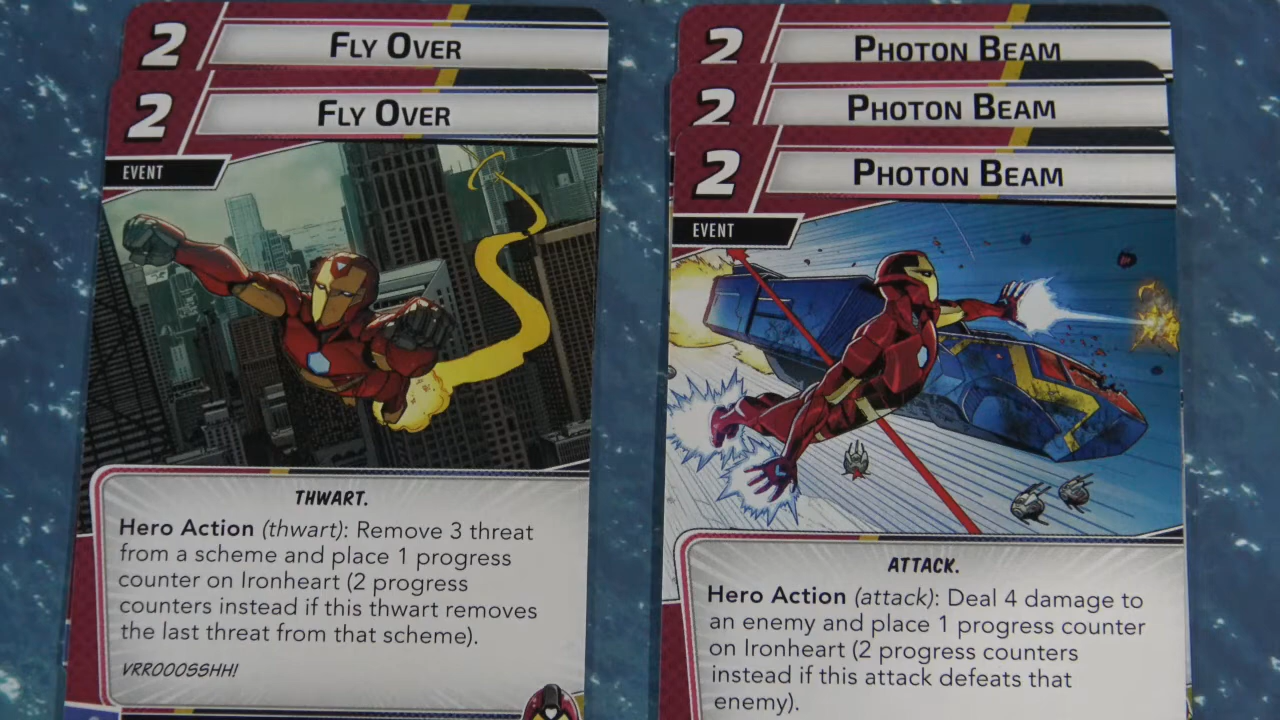 2 FLY OVER
2 FLY OVER
EVENT
THWART.
Hero Action (thwart): Remove 3 threat
from a scheme and place 1 progress
counter on Ironheart (2 progress
counters instead if this thwart removes
the last threat from that scheme).
VRROOOSSHH!
2 PHOTON BEAM
2 PHOTON BEAM
2 PHOTON BEAM
EVENT
ATTACK.
Hero Action (attack): Deal 4 damage to
an enemy and place 1 progress counter
on Ironheart (2 progress counters
instead if this attack defeats that
enemy).